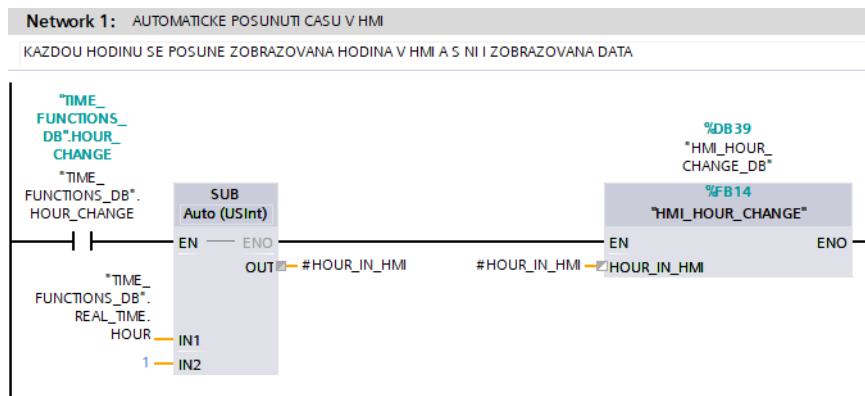 Network 1: AUTOMATICKE POSUNUTI CASU V HMI
KAZDOU HODINU SE POSUNE ZOBRAZOVANA HODINA V HMI A S NI I ZOBRAZOVANA DATA
"TIME_
FUNCTIONS_
DB".HOUR_
CHANGE
"TIME_
FUNCTIONS_DB".
HOUR_CHANGE
SUB
Auto (USInt)
EN
ENO
OUT
#HOUR_IN_HMI
"TIME_
FUNCTIONS_DB".
REAL_TIME.
HOUR
IN1
1
IN2
%DB39
"HMI_HOUR_
CHANGE_DB"
%FB14
"HMI_HOUR_CHANGE"
EN
ENO
#HOUR_IN_HMI
HOUR_IN_HMI